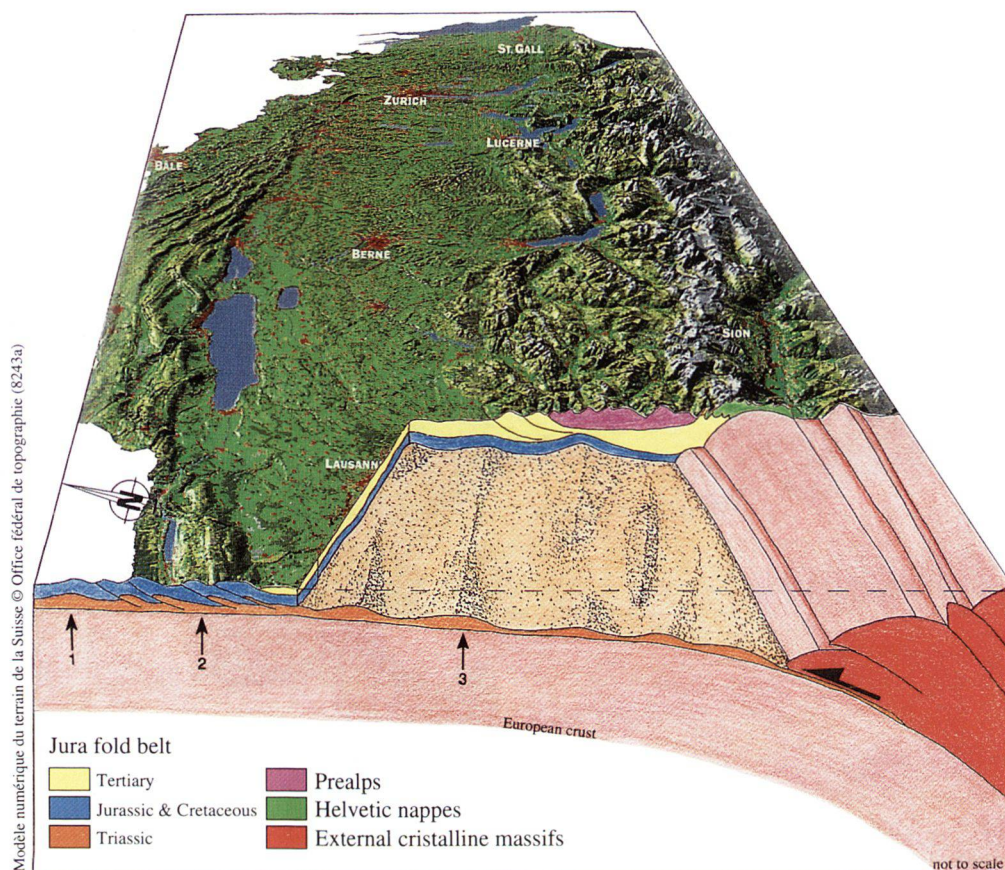 ST. GALL
ZURICH
LUCERNE
BÂLE
BERNE
SION
LAUSANN
N
1
2
3
European crust
Jura fold belt
Tertiary
Jurassic & Cretaceous
Triassic
Prealps
Helvetic nappes
External cristalline massifs
not to scale
Modèle numérique du terrain de la Suisse © Office fédéral de topographie (8243a)